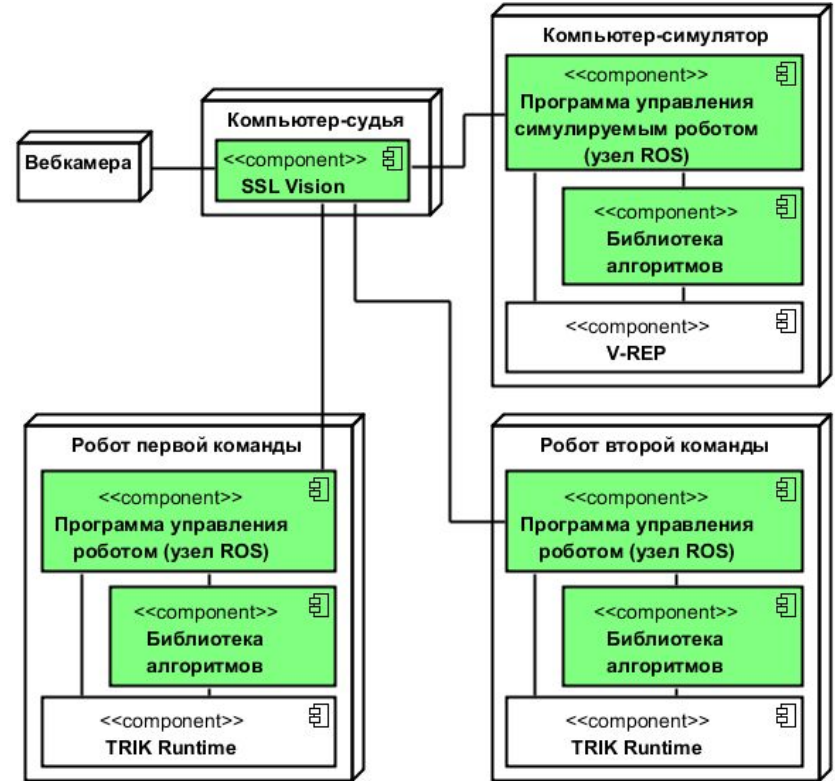 Компьютер-симулятор
<<component>>
Программа управления
симулируемым роботом
(узел ROS)
<<component>>
Библиотека
алгоритмов
<<component>>
V-REP
Компьютер-судья
<<component>>
SSL Vision
Вебкамера
Робот первой команды
<<component>>
Программа управления
роботом (узел ROS)
<<component>>
Библиотека
алгоритмов
<<component>>
TRIK Runtime
Робот второй команды
<<component>>
Программа управления
роботом (узел ROS)
<<component>>
Библиотека
алгоритмов
<<component>>
TRIK Runtime